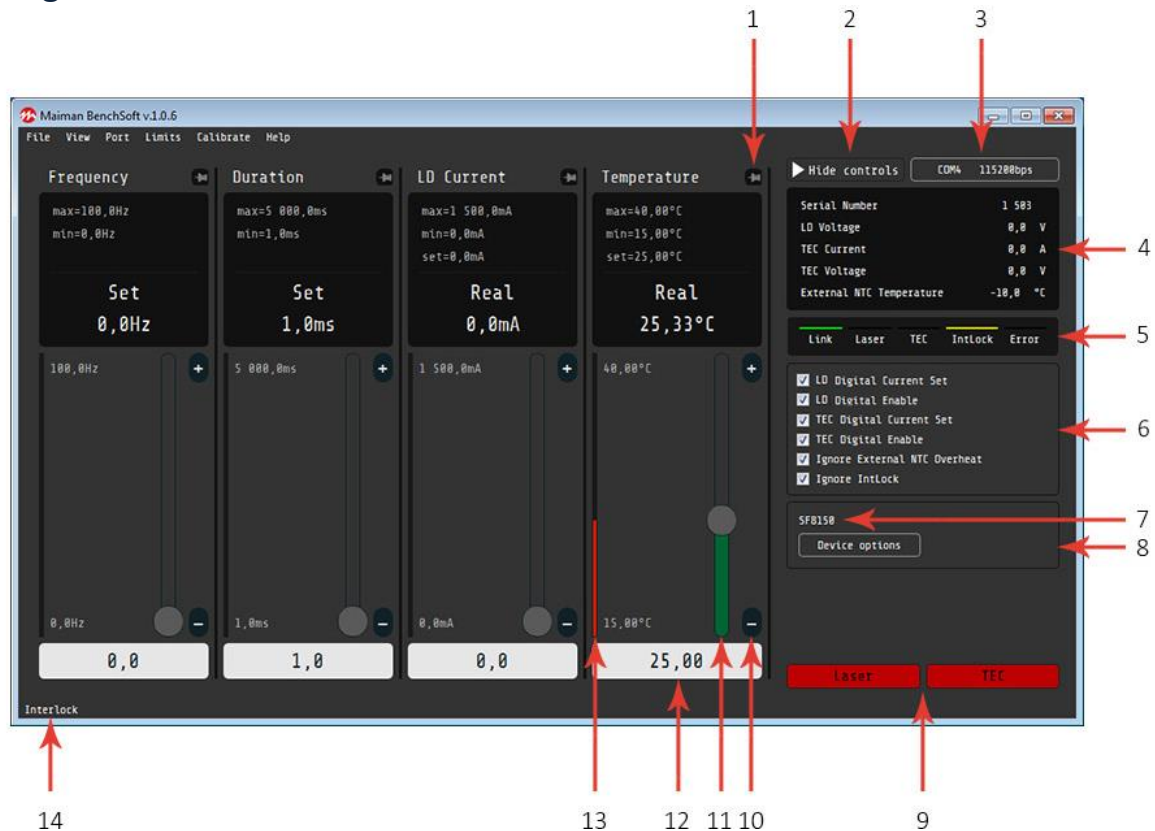 1 2 3
Maiman BenchSoft v.1.0.6
File View Port Limits Calibrate Help
Frequency
max=100,0Hz
min=0,0Hz
Set
0,0Hz
100,0Hz
+
0,0Hz
−
0,0
Duration
max=5 000,0ms
min=1,0ms
Set
1,0ms
5 000,0ms
+
1,0ms
−
1,0
LD Current
max=1 500,0mA
min=0,0mA
set=0,0mA
Real
0,0mA
1 500,0mA
+
0,0mA
−
0,0
Temperature
max=40,00°C
min=15,00°C
set=25,00°C
Real
25,33°C
40,00°C
+
15,00°C
−
25,00
Hide controls COM4 115200bps
Serial Number 1 503
LD Voltage 0,0 V
TEC Current 0,0 A
TEC Voltage 0,0 V
External NTC Temperature -10,0 °C
4
Link Laser TEC IntLock Error
5
LD Digital Current Set
LD Digital Enable
TEC Digital Current Set
TEC Digital Enable
Ignore External NTC Overheat
Ignore IntLock
6
SF8150
7
Device options
8
Laser TEC
Interlock
14 13 12 11 10 9